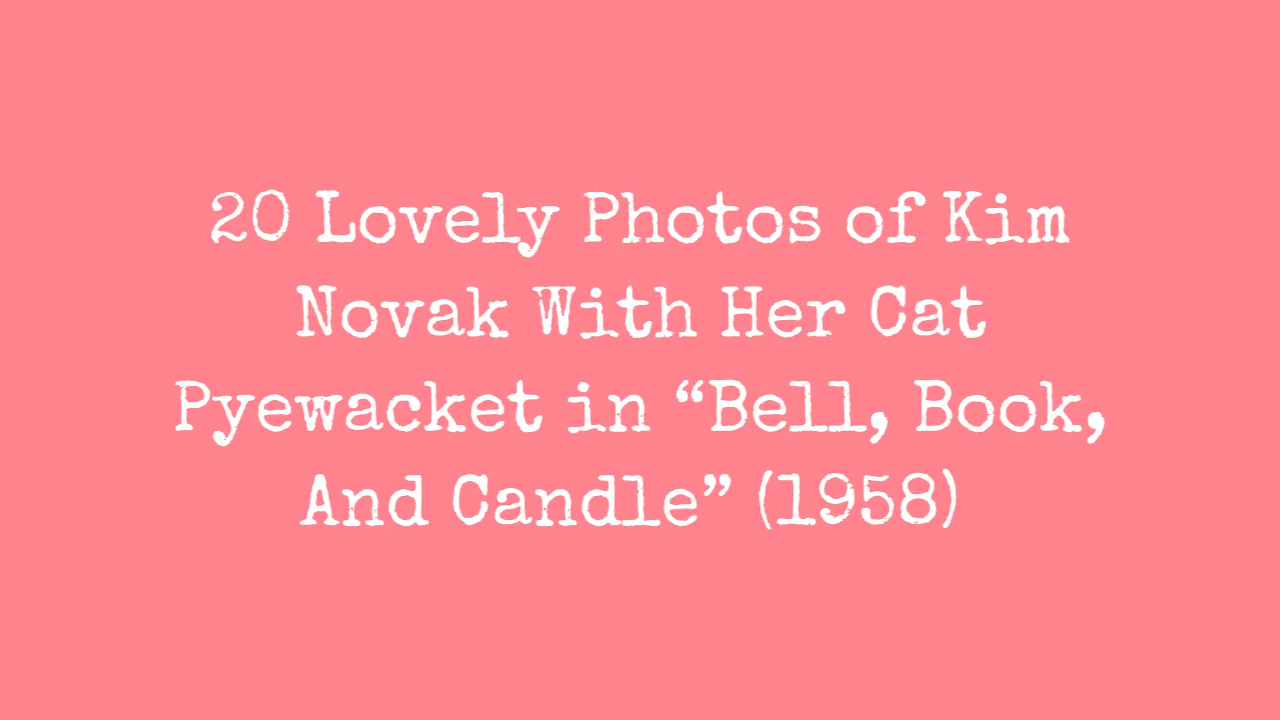 20 Lovely Photos of Kim
Novak With Her Cat
Pyewacket in “Bell, Book,
And Candle” (1958)